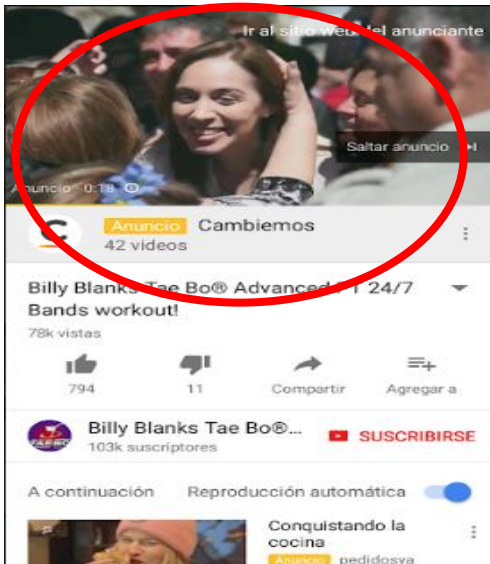 Ir al sitio web del anunciante
Saltar anuncio
Anuncio · 0:18
C
Anuncio Cambiemos
42 videos
Billy Blanks Tae Bo® Advanced 24/7
Bands workout!
78k vistas
794 11 Compartir Agregar a
Billy Blanks Tae Bo®... SUSCRIBIRSE
103k suscriptores
A continuación Reproducción automática
Conquistando la
cocina
Anuncio pedidosya